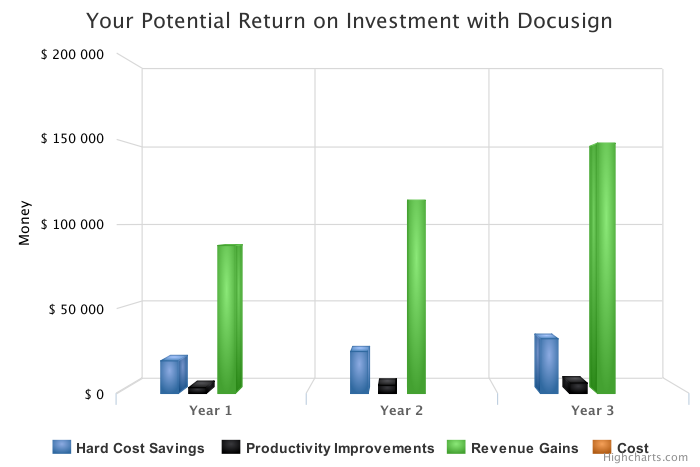 Your Potential Return on Investment with Docusign
$ 200 000
$ 150 000
$ 100 000
$ 50 000
$ 0
Money
Year 1
Year 2
Year 3
Hard Cost Savings
Productivity Improvements
Revenue Gains
Cost
Highcharts.com